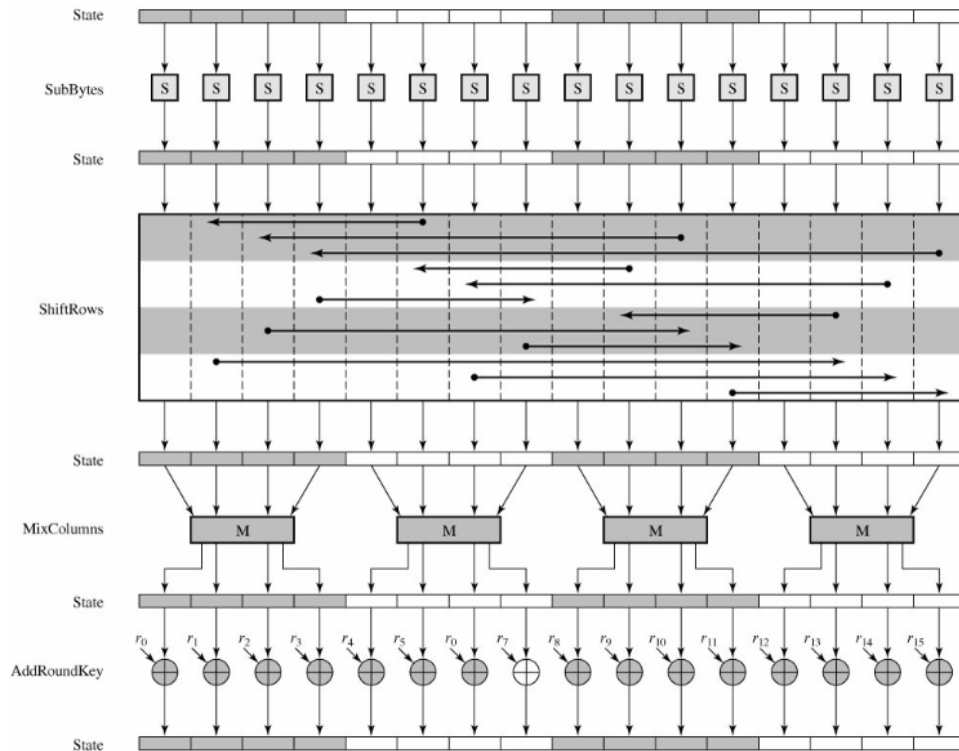 State
SubBytes S S S S S S S S S S S S S S S S
State
ShiftRows
State
MixColumns M M M M
State
r0 r1 r2 r3 r4 r5 r0 r7 r8 r9 r10 r11 r12 r13 r14 r15
AddRoundKey
State